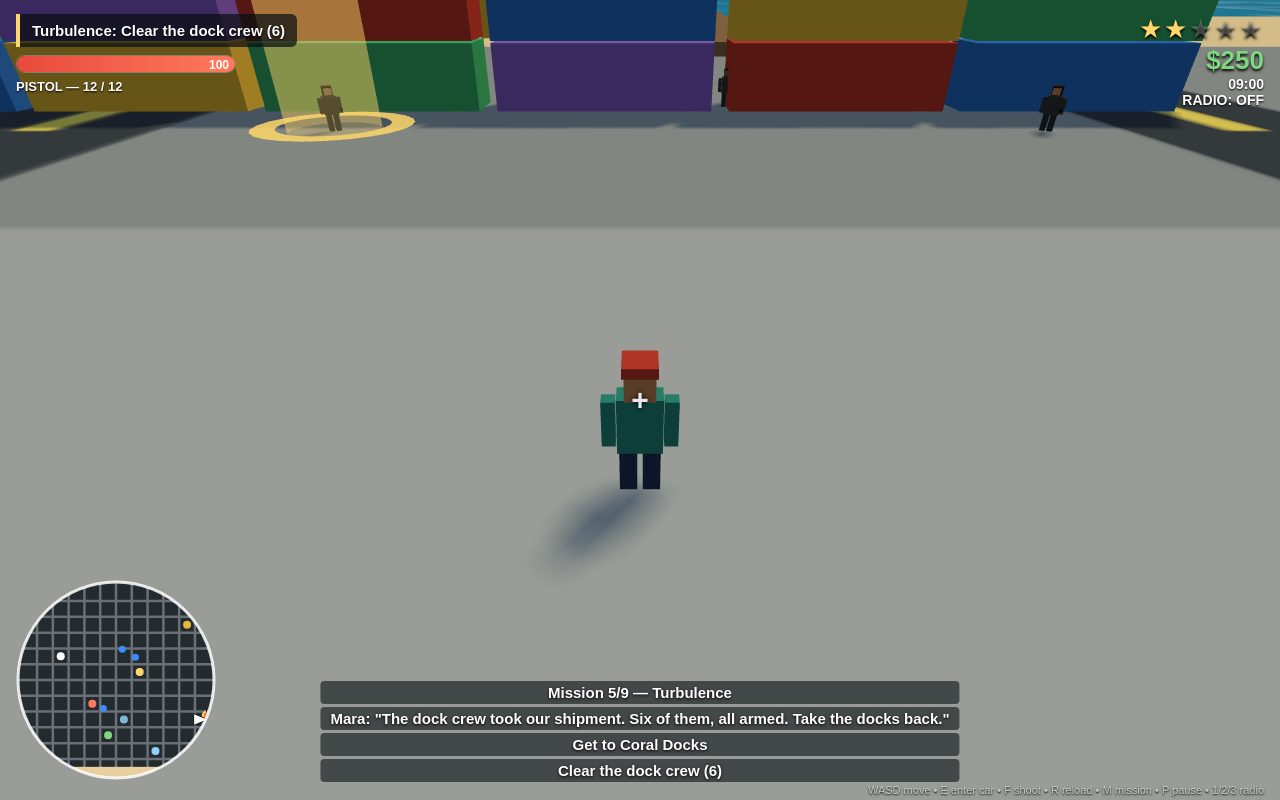 Turbulence: Clear the dock crew (6)
100
PISTOL — 12 / 12
$250
09:00
RADIO: OFF
Mission 5/9 — Turbulence
Mara: "The dock crew took our shipment. Six of them, all armed. Take the docks back."
Get to Coral Docks
Clear the dock crew (6)
WASD move • E enter car • F shoot • R reload • M mission • P pause • 1/2/3 radio